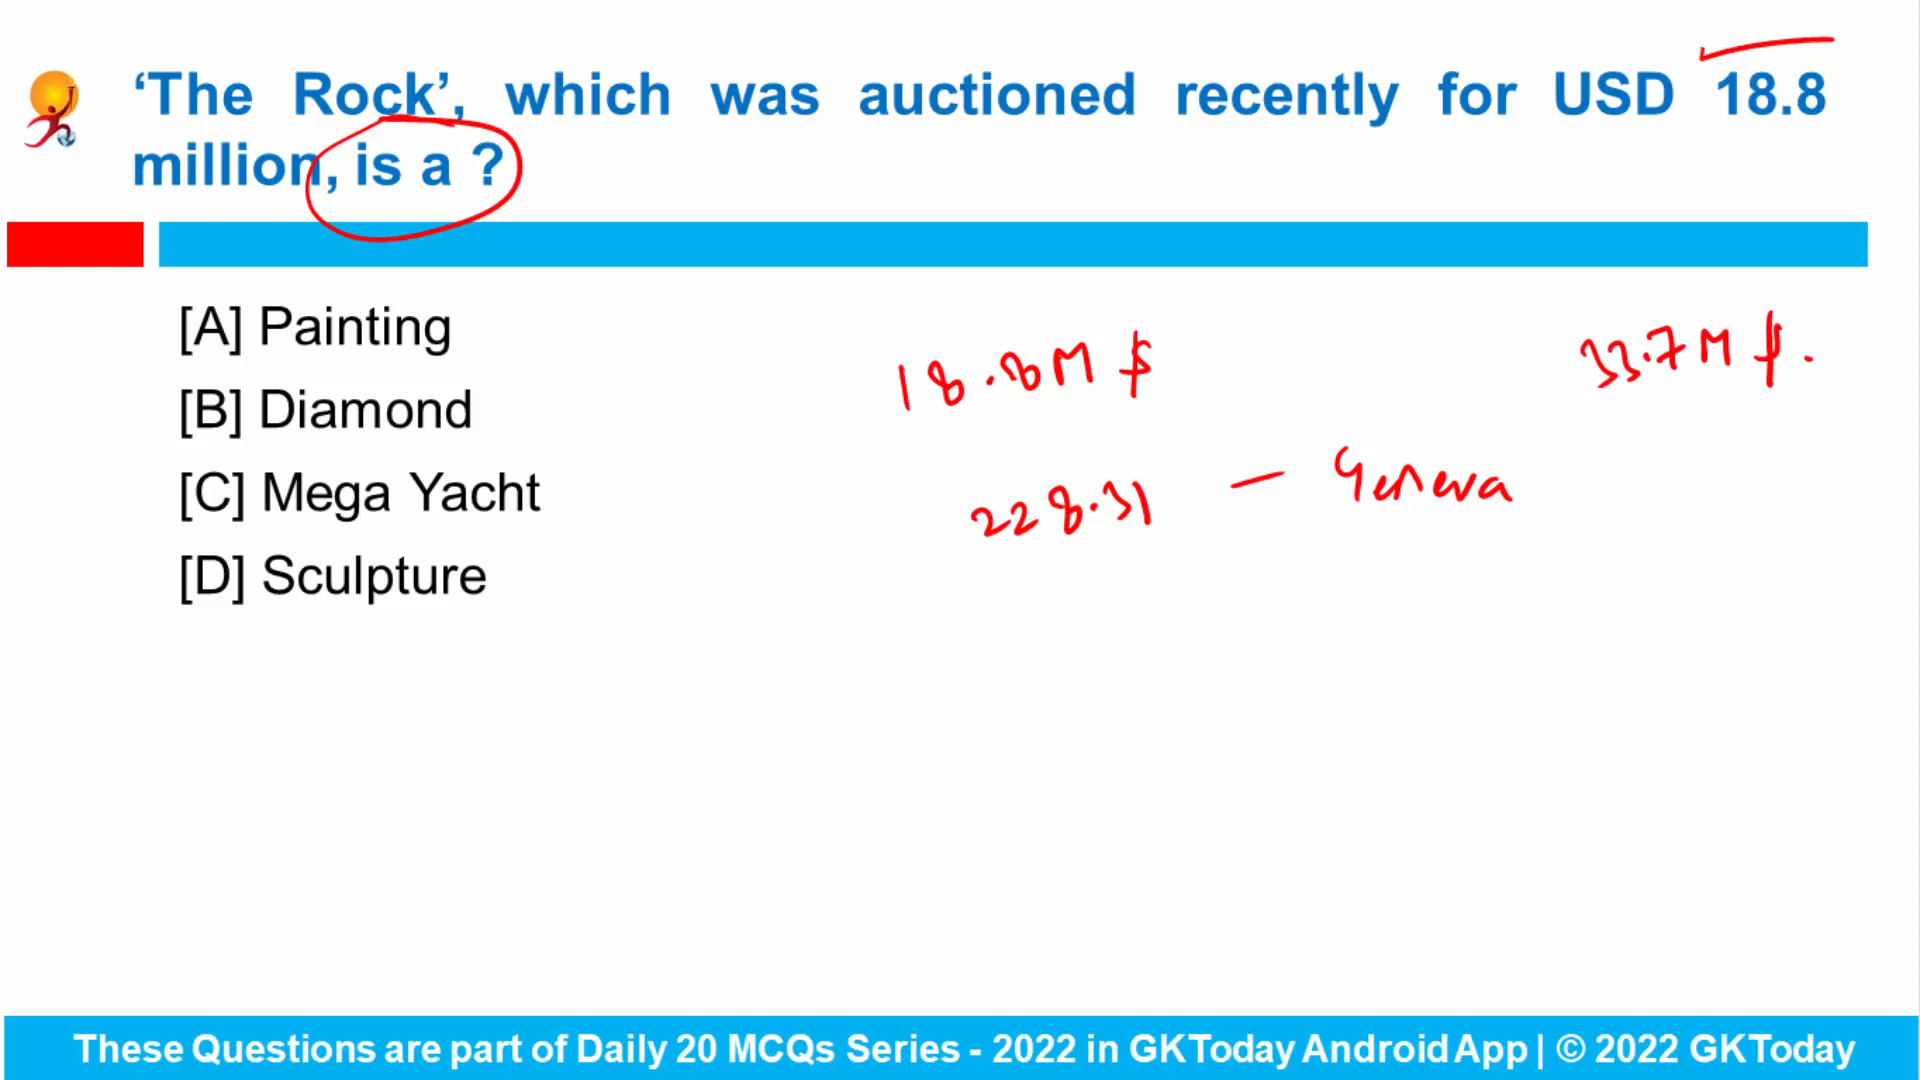 ‘The Rock’, which was auctioned recently for USD 18.8
million, is a ?
[A] Painting
[B] Diamond
[C] Mega Yacht
[D] Sculpture
18.8M $
33.7M $.
228.31 — Geneva
These Questions are part of Daily 20 MCQs Series - 2022 in GKToday Android App | © 2022 GKToday